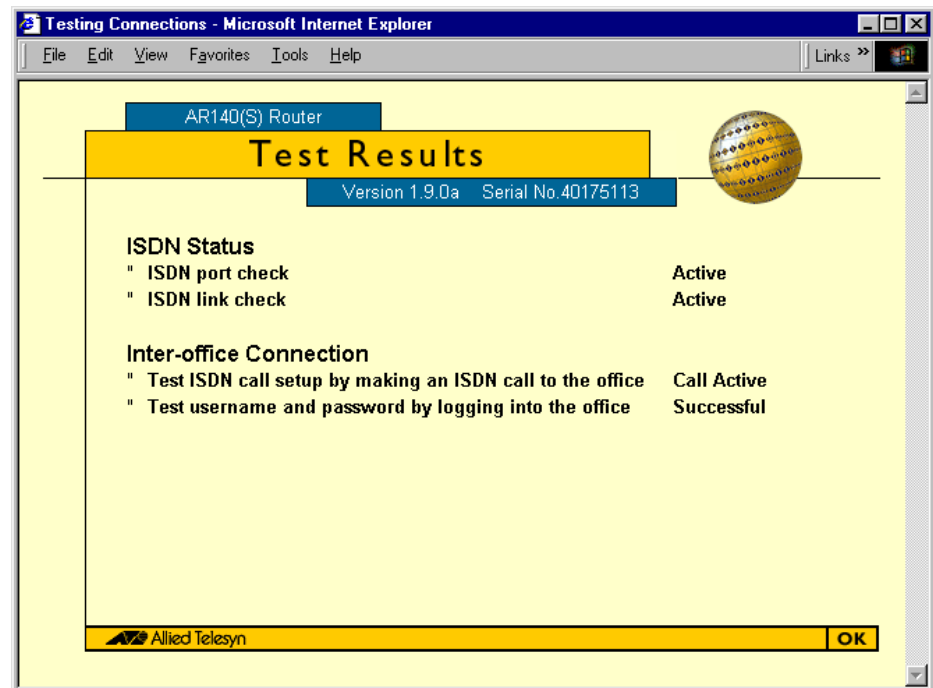 Testing Connections - Microsoft Internet Explorer
File Edit View Favorites Tools Help Links »
AR140(S) Router
Test Results
Version 1.9.0a Serial No.40175113
ISDN Status
" ISDN port check Active
" ISDN link check Active
Inter-office Connection
" Test ISDN call setup by making an ISDN call to the office Call Active
" Test username and password by logging into the office Successful
Allied Telesyn OK